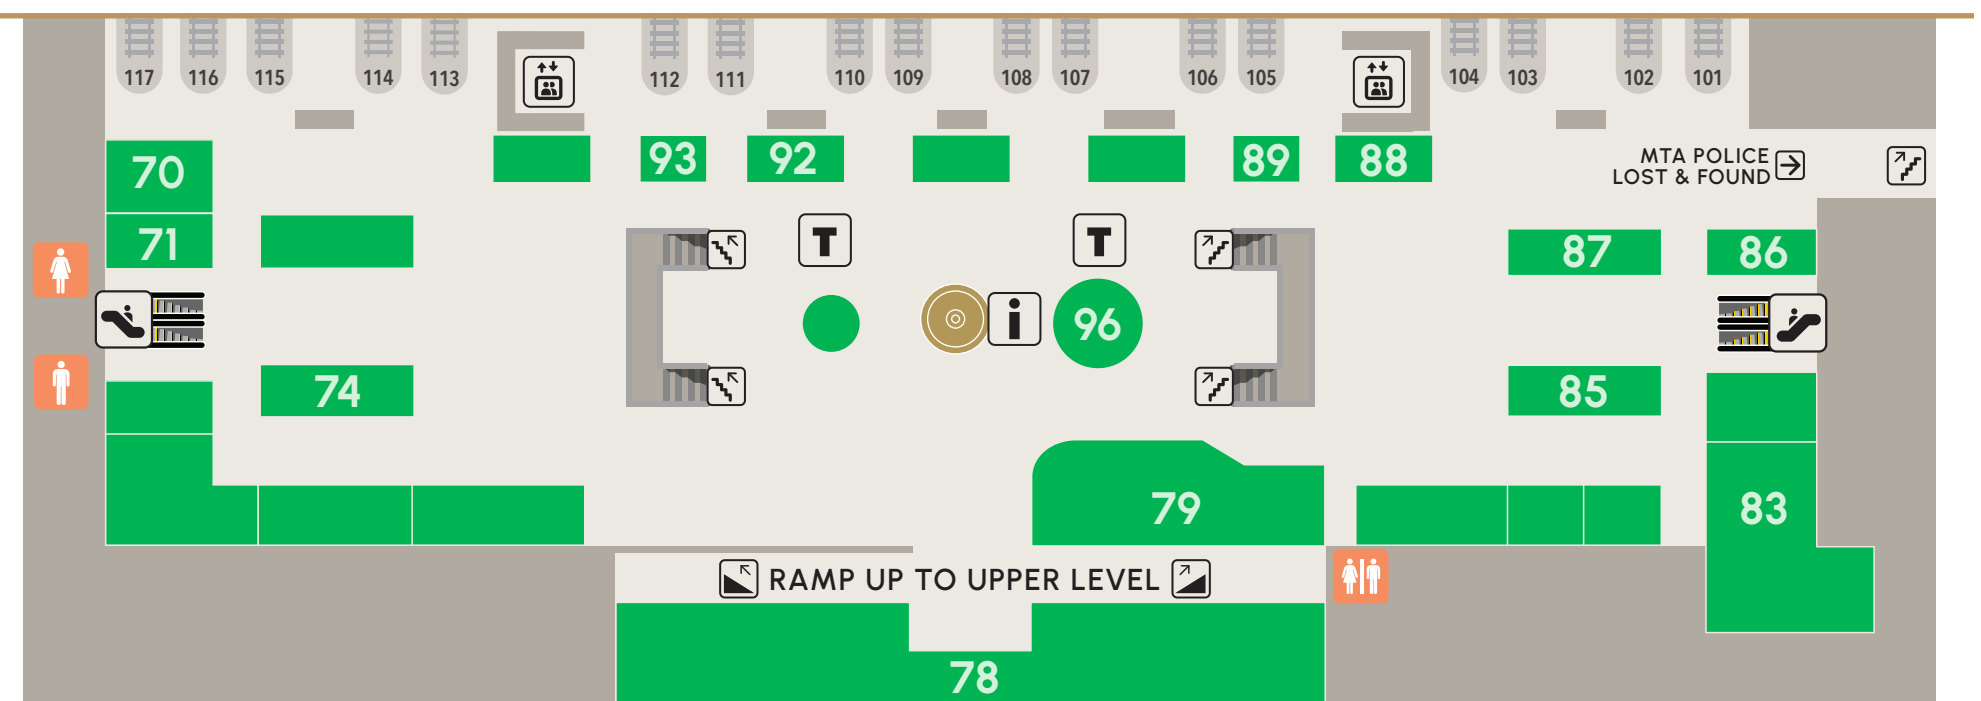 117 116 115 114 113 112 111 110 109 108 107 106 105 104 103 102 101
70 93 92 89 88
MTA POLICE
LOST & FOUND
71 T T 87 86
i 96
74 85
79 83
RAMP UP TO UPPER LEVEL
78